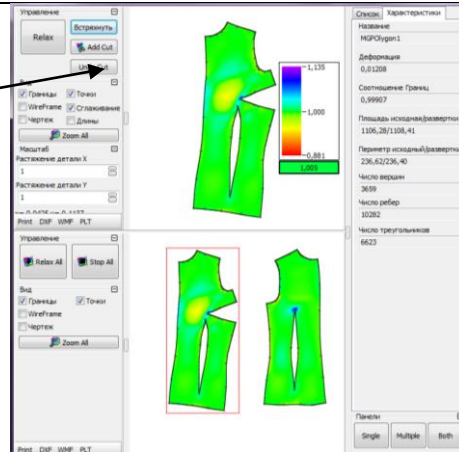 Управление
Relax
Встряхнуть
Add Cut
Undo Cut
Вид
Границы
Точки
WireFrame
Сглаживание
Чертеж
Длины
Zoom All
Масштаб
Растяжение детали X
1
Растяжение детали Y
1
Print DXF WMF PLT
1,135
1,000
0,881
1,005
Управление
Relax All
Stop All
Вид
Границы
Точки
WireFrame
Чертеж
Zoom All
Print DXF WMF PLT
Список
Характеристики
Название
MGPOlygon1
Деформация
0,01208
Соотношение Границ
0,99907
Площадь исходная/развертки
1106,28/1108,41
Периметр исходный/развертки
236,62/236,40
Число вершин
3659
Число ребер
10282
Число треугольников
6623
Панели
Single
Multiple
Both